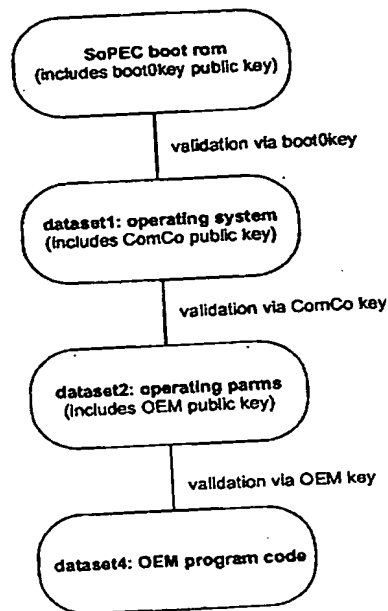 SoPEC boot rom
(includes boot0key public key)
validation via boot0key
dataset1: operating system
(includes ComCo public key)
validation via ComCo key
dataset2: operating parms
(includes OEM public key)
validation via OEM key
dataset4: OEM program code